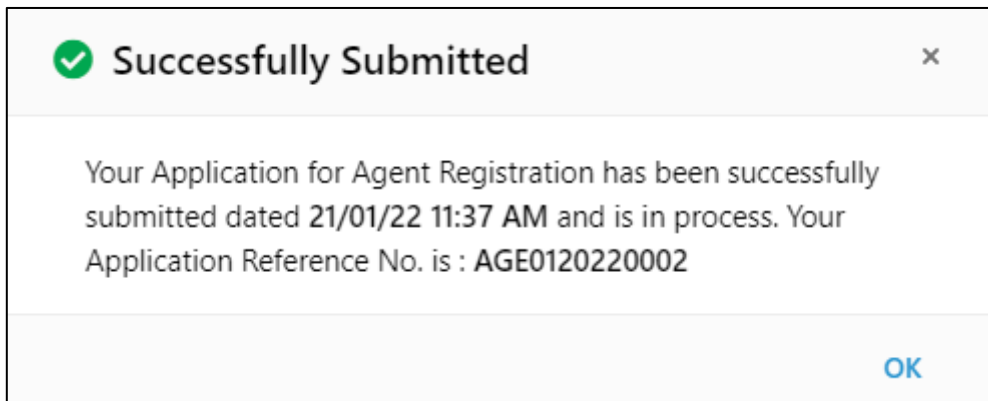 Successfully Submitted ×
Your Application for Agent Registration has been successfully
submitted dated 21/01/22 11:37 AM and is in process. Your
Application Reference No. is : AGE0120220002
OK